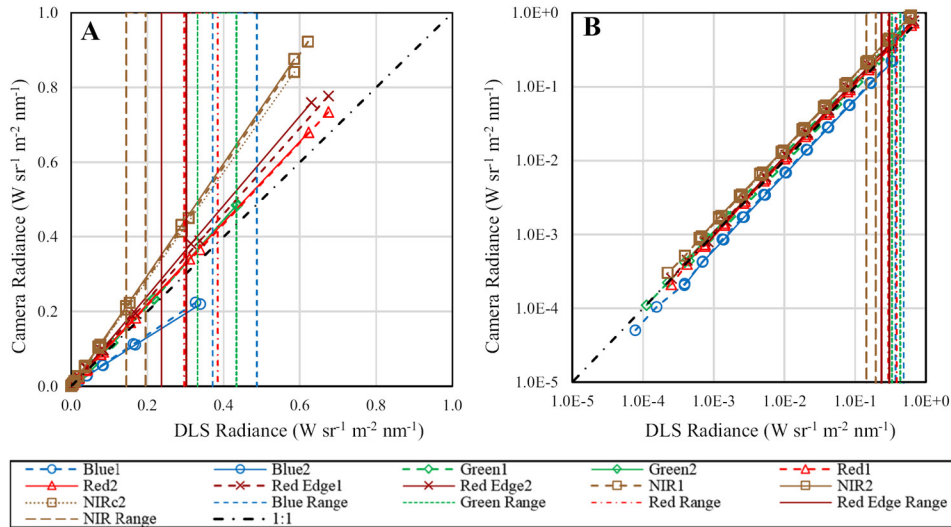 A
B
Camera Radiance (W sr-1 m-2 nm-1)
1.0
0.8
0.6
0.4
0.2
0.0
0.0 0.2 0.4 0.6 0.8 1.0
DLS Radiance (W sr-1 m-2 nm-1)
Camera Radiance (W sr-1 m-2 nm-1)
1.0E+0
1.0E-1
1.0E-2
1.0E-3
1.0E-4
1.0E-5
1.0E-5 1.0E-4 1.0E-3 1.0E-2 1.0E-1 1.0E+0
DLS Radiance (W sr-1 m-2 nm-1)
Blue1 Blue2 Green1 Green2 Red1
Red2 Red Edge1 Red Edge2 NIR1 NIR2
NIRc2 Blue Range Green Range Red Range Red Edge Range
NIR Range 1:1